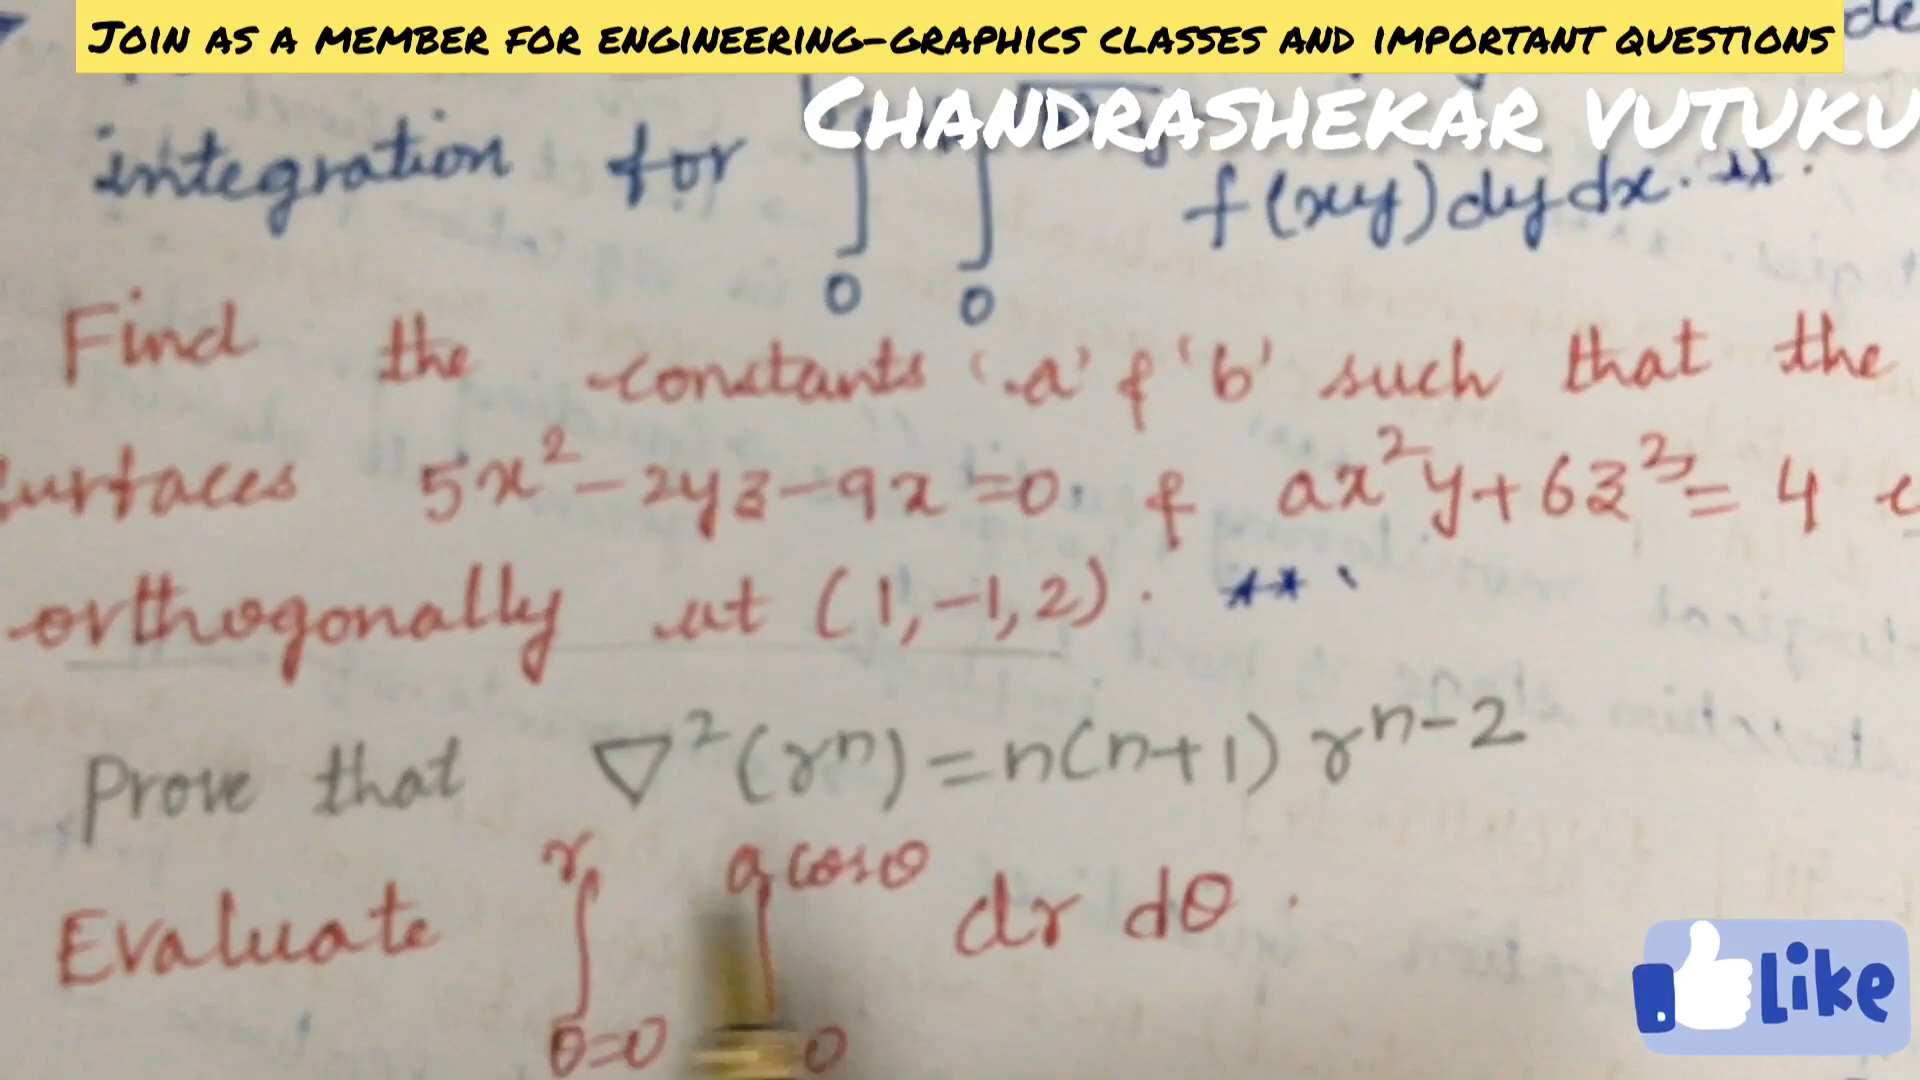 JOIN AS A MEMBER FOR ENGINEERING-GRAPHICS CLASSES AND IMPORTANT QUESTIONS
CHANDRASHEKAR VUTUKU
integration for ∫₀ ∫₀ f(xy) dy dx. **.
Find the constants 'a' & 'b' such that the
surfaces 5x² - 2yz - 9x = 0. & ax²y + 6z³ = 4
orthogonally at (1, -1, 2). **
Prove that ∇²(rⁿ) = n(n+1) rⁿ⁻²
Evaluate ∫ θ=0 ∫ 0 a cosθ dr dθ.
Like